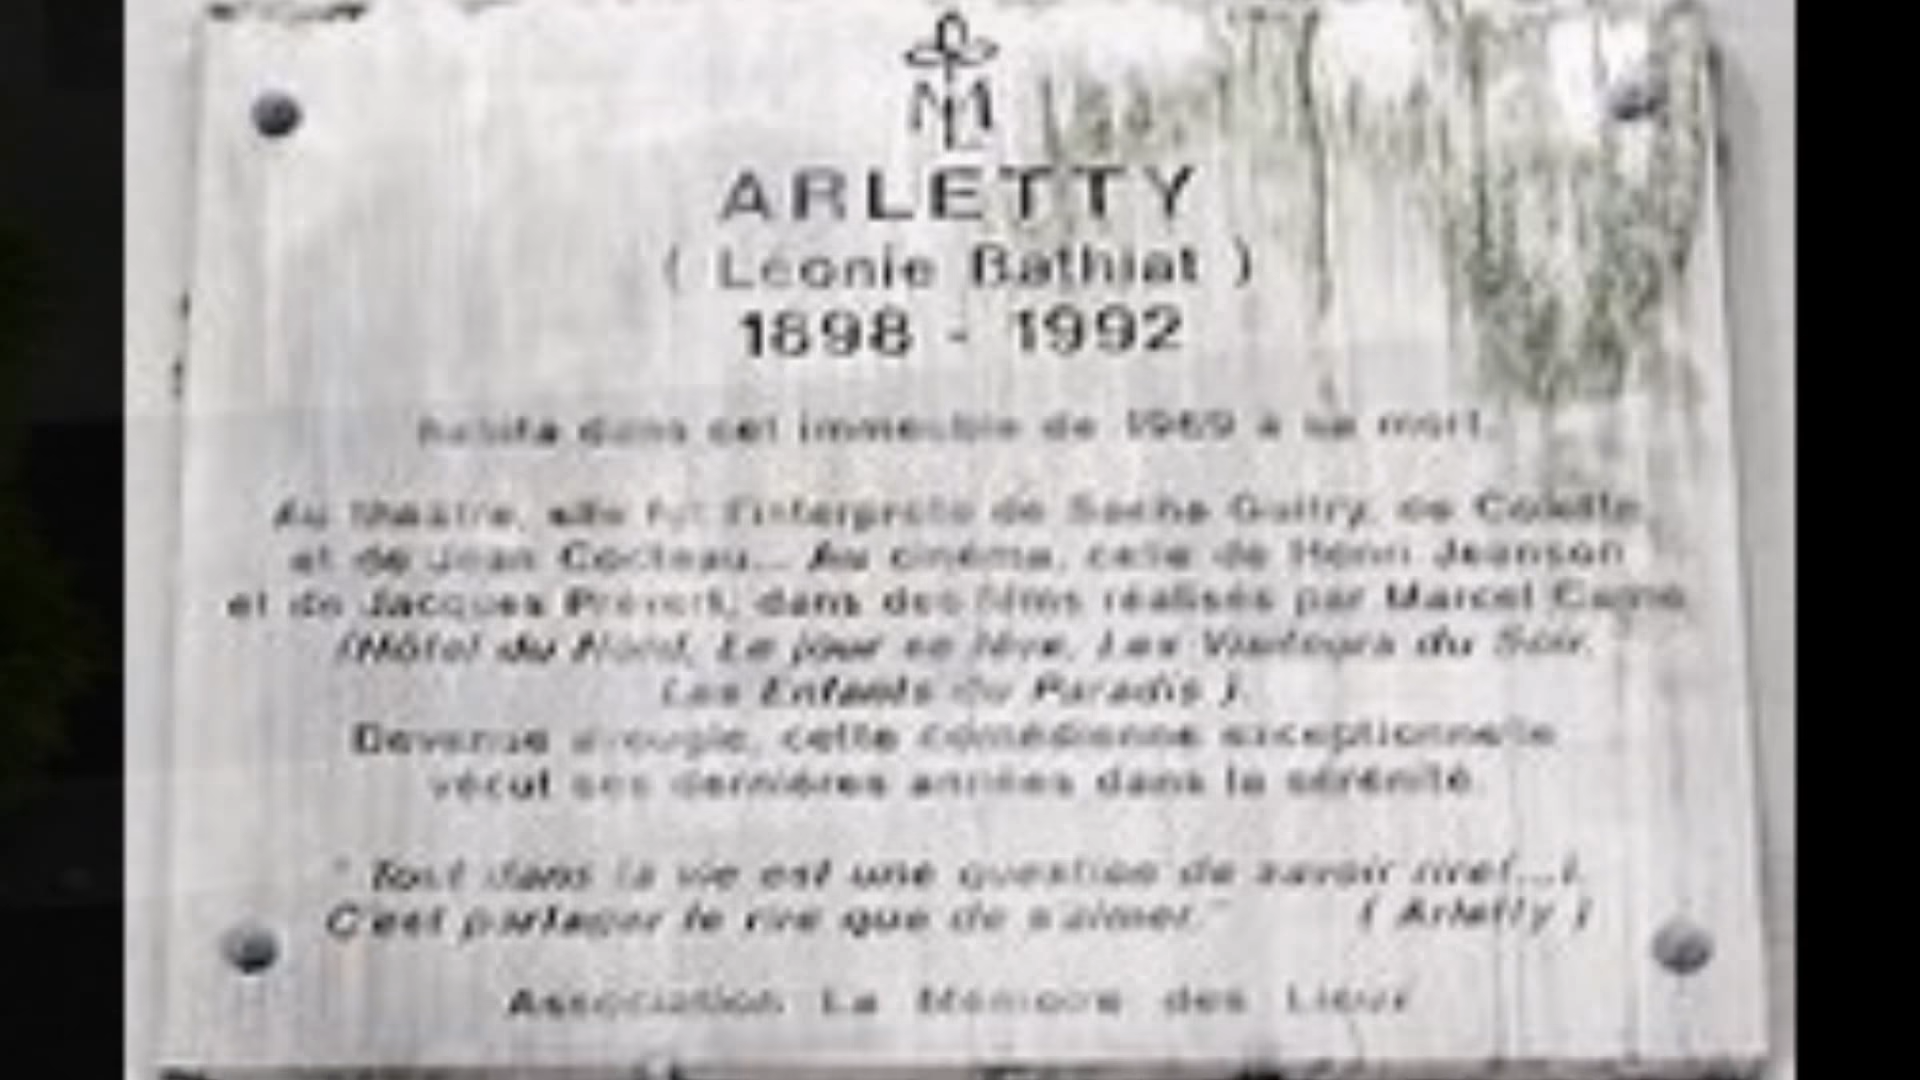 ML
ARLETTY
( Léonie Bathiat )
1898 - 1992
habita dans cet immeuble de 1969 à sa mort.
Au théâtre, elle fut l'interprète de Sacha Guitry, de Colette
et de Jean Cocteau... Au cinéma, celle de Henri Jeanson
et de Jacques Prévert, dans des films réalisés par Marcel Carné
(Hôtel du Nord, Le jour se lève, Les Visiteurs du Soir,
Les Enfants du Paradis ).
Devenue aveugle, cette comédienne exceptionnelle
vécut ses dernières années dans la sérénité.
" Tout dans la vie est une question de savoir rire(...).
C'est partager le rire que de s'aimer." ( Arletty )
Association La Mémoire des Lieux